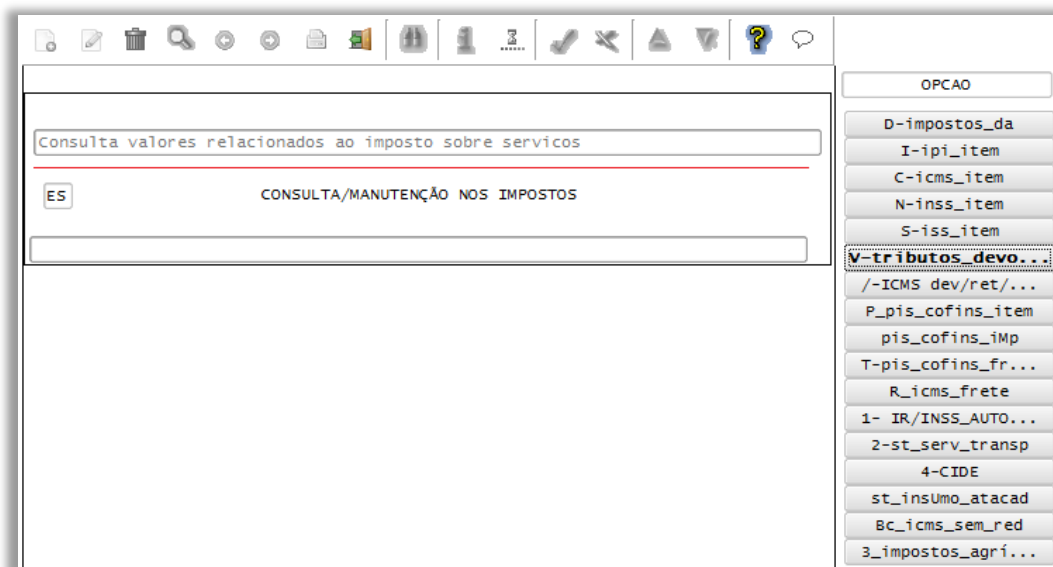 OPCAO
Consulta valores relacionados ao imposto sobre servicos
ES
CONSULTA/MANUTENÇÃO NOS IMPOSTOS
D-impostos_da
I-ipi_item
C-icms_item
N-inss_item
S-iss_item
V-tributos_devo...
/-ICMS dev/ret/...
P_pis_cofins_item
pis_cofins_iMp
T-pis_cofins_fr...
R_icms_frete
1- IR/INSS_AUTO...
2-st_serv_transp
4-CIDE
st_insUmo_atacad
Bc_icms_sem_red
3_impostos_agrí...